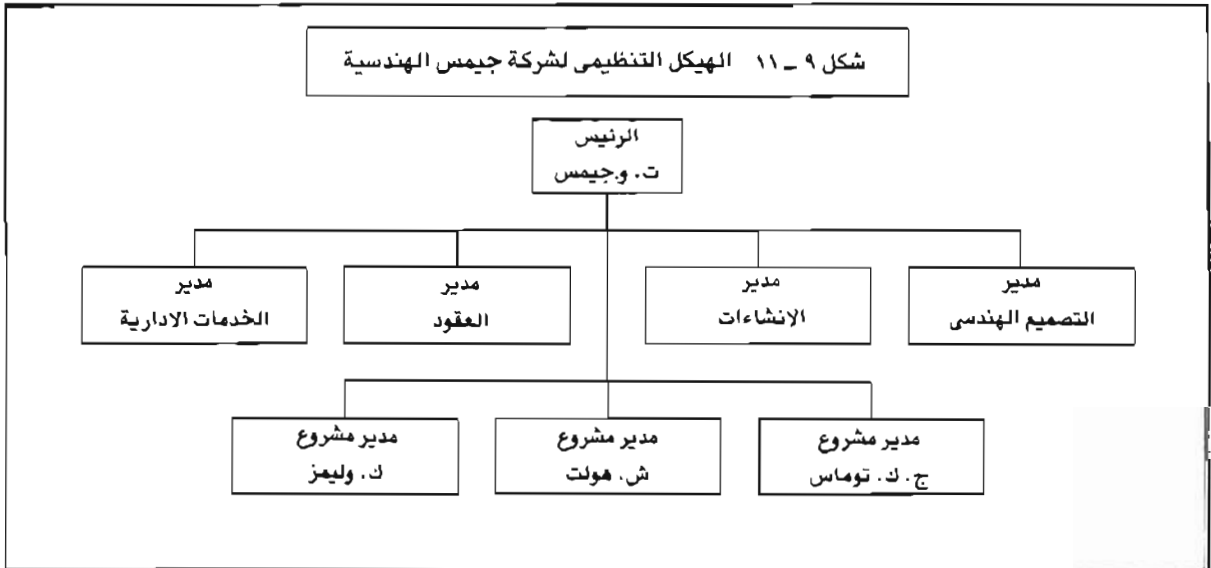 شكل ٩ ــ ١١ الهيكل التنظيمى لشركة جيمس الهندسية
الرئيس
ت. و.جيمس
مدير
التصميم الهندسى
مدير
الانشاءات
مدير
العقود
مدير
الخدمات الادارية
مدير مشروع
ج. ك. توماس
مدير مشروع
ش. هولت
مدير مشروع
ك. وليمز